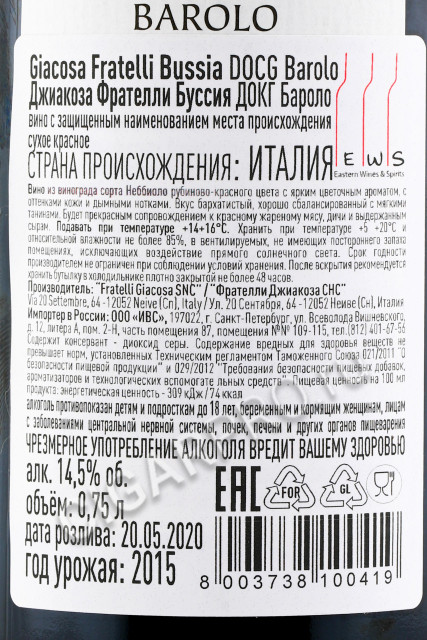 BAROLO
Giacosa Fratelli Bussia DOCG Barolo
Джиакоза Фрателли Буссия ДОКГ Бароло
вино с защищенным наименованием места происхождения
сухое красное
СТРАНА ПРОИСХОЖДЕНИЯ: ИТАЛИЯ
E W S
Eastern Wines & Spirits
Вино из винограда сорта Неббиоло рубиново-красного цвета с ярким цветочным ароматом, с
оттенками кожи и дымными нотками. Вкус бархатистый, хорошо сбалансированный с мягкими
танинами. Будет прекрасным сопровождением к красному жареному мясу, дичи и выдержанным
сырам. Подавать при температуре +14+16°С. Хранить при температуре +5 +20°С и
относительной влажности не более 85%, в вентилируемых, не имеющих постороннего запаха
помещениях, исключающих воздействие прямого солнечного света. Срок годности
производителем не ограничен при соблюдении условий хранения. После вскрытия рекомендуется
хранить бутылку в холодильнике плотно закрытой не более 48 часов.
Производитель: "Fratelli Giacosa SNC" / "Фрателли Джиакоза СНС"
Via 20 Settembre, 64 -12052 Neive (Cn), Italy / Ул. 20 Сентября, 64 -12052 Неиве (Сн), Италия
Импортер в России: ООО «ИВС», 197022, г. Санкт-Петербург, ул. Всеволода Вишневского,
д. 12, литера А, пом. 2-Н, часть помещения 87, помещения №№ 109-115, тел.(812) 401-67-56
Содержит консервант - диоксид серы. Содержание вредных для здоровья веществ не
превышает норм, установленных Техническим регламентом Таможенного Союза 021/2011 "О
безопасности пищевой продукции" и 029/2012 "Требования безопасности пищевых добавок,
ароматизаторов и технологических вспомогательных средств". Пищевая ценность на 100 мл
продукта: энергетическая ценность - 309 кДж/74 ккал
алкоголь противопоказан детям и подросткам до 18 лет, беременным и кормящим женщинам, лицам
с заболеваниями центральной нервной системы, почек, печени и других органов пищеварения
ЧРЕЗМЕРНОЕ УПОТРЕБЛЕНИЕ АЛКОГОЛЯ ВРЕДИТ ВАШЕМУ ЗДОРОВЬЮ
алк. 14,5% об.
объём: 0,75 л
дата розлива: 20.05.2020
год урожая: 2015
EAC
FOR
GL
8 003738 100419